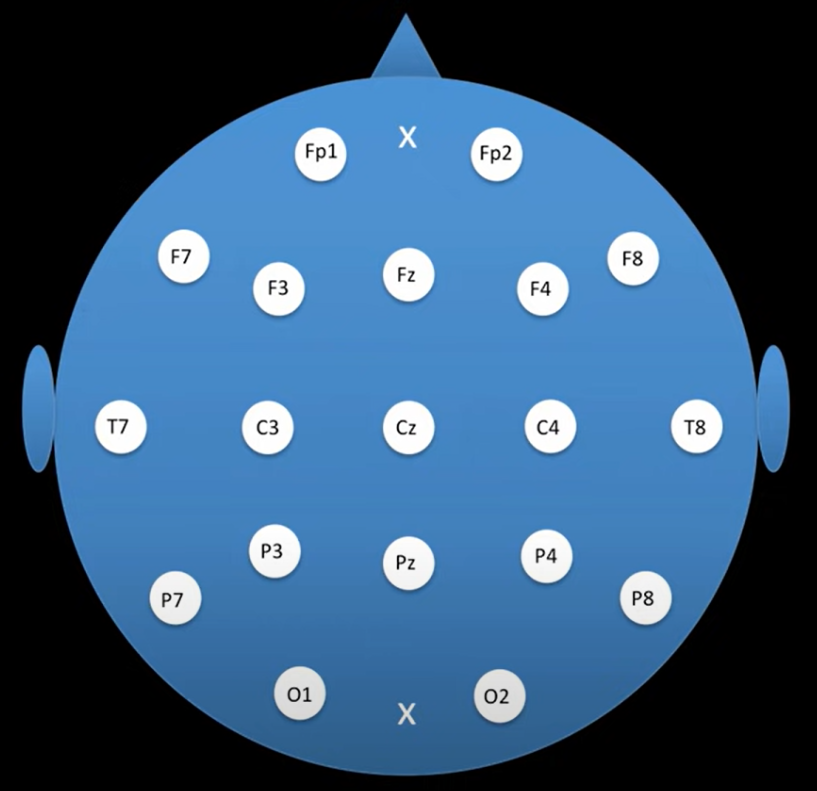 X
Fp1 Fp2
F7 F8
F3 Fz F4
T7 C3 Cz C4 T8
P3 Pz P4
P7 P8
O1 O2
X